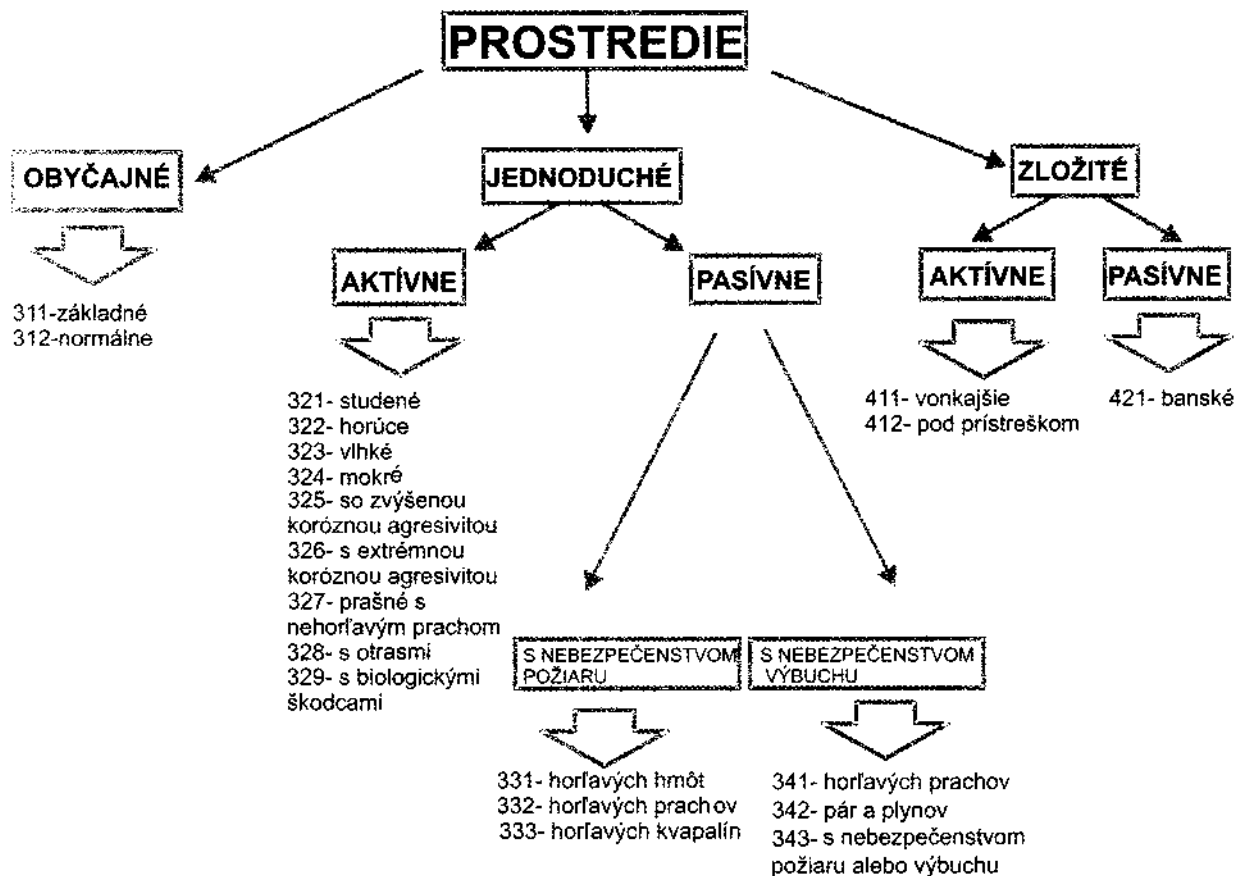 PROSTREDIE
OBYČAJNÉ
JEDNODUCHÉ
ZLOŽITÉ
AKTÍVNE
PASÍVNE
AKTÍVNE
PASÍVNE
311-základné
312-normálne
321- studené
322- horúce
323- vlhké
324- mokré
325- so zvýšenou
koróznou agresivitou
326- s extrémnou
koróznou agresivitou
327- prašné s
nehorľavým prachom
328- s otrasmi
329- s biologickými
škodcami
411- vonkajšie
412- pod prístreškom
421- banské
S NEBEZPEČENSTVOM
POŽIARU
S NEBEZPEČENSTVOM
VÝBUCHU
331- horľavých hmôt
332- horľavých prachov
333- horľavých kvapalín
341- horľavých prachov
342- pár a plynov
343- s nebezpečenstvom
požiaru alebo výbuchu